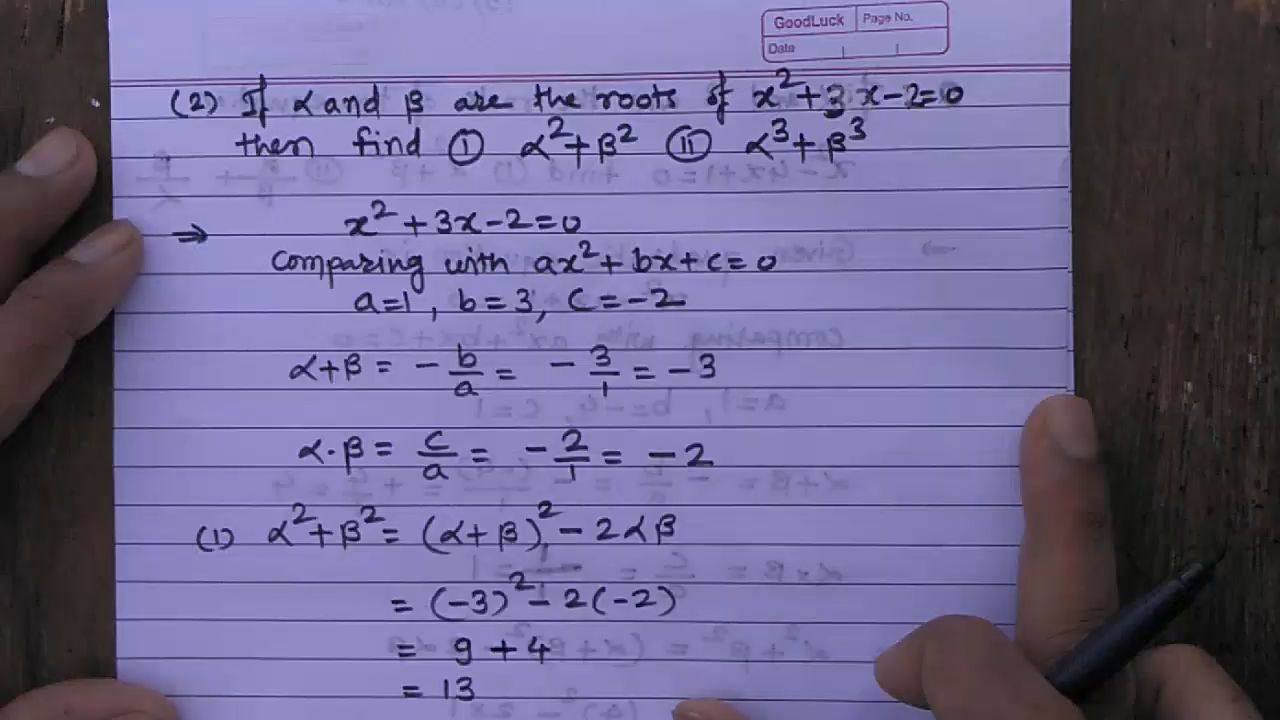 GoodLuck Page No.
Date
(2) If α and β are the roots of x²+3x-2=0
then find (i) α²+β² (ii) α³+β³
⇒ x²+3x-2=0
Comparing with ax²+bx+c=0
a=1, b=3, c=-2
α+β = -b/a = -3/1 = -3
α·β = c/a = -2/1 = -2
(1) α²+β² = (α+β)²-2αβ
= (-3)²-2(-2)
= 9+4
= 13